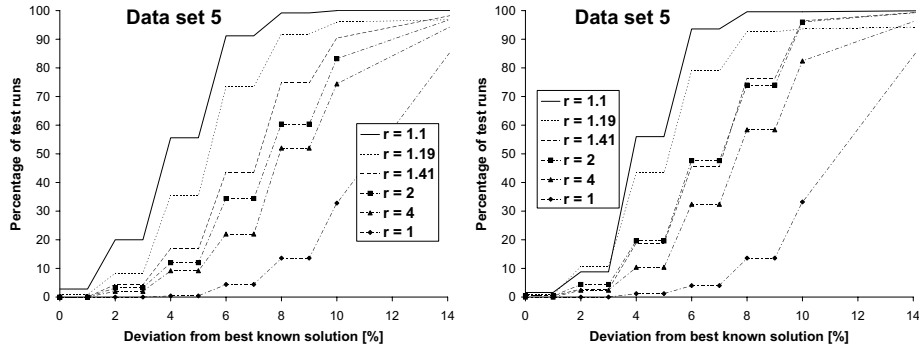 Data set 5
Percentage of test runs
100
90
80
70
60
50
40
30
20
10
0
r = 1.1
r = 1.19
r = 1.41
r = 2
r = 4
r = 1
0 2 4 6 8 10 12 14
Deviation from best known solution [%]
Data set 5
Percentage of test runs
100
90
80
70
60
50
40
30
20
10
0
r = 1.1
r = 1.19
r = 1.41
r = 2
r = 4
r = 1
0 2 4 6 8 10 12 14
Deviation from best known solution [%]